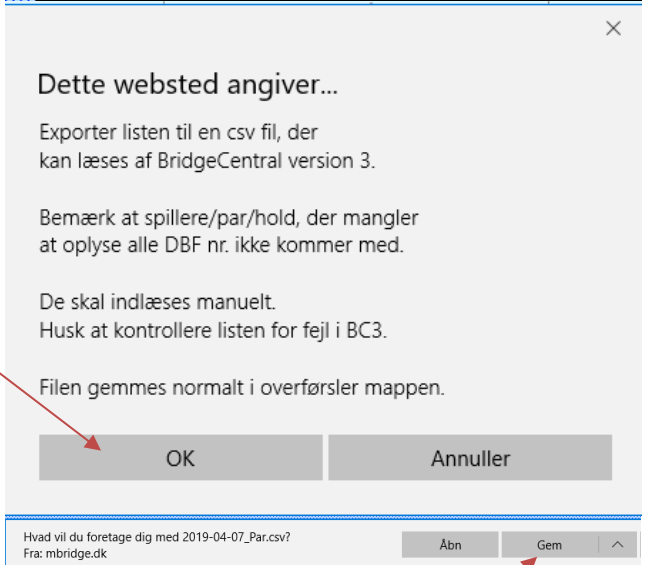 Dette websted angiver...
Exporter listen til en csv fil, der
kan læses af BridgeCentral version 3.
Bemærk at spillere/par/hold, der mangler
at oplyse alle DBF nr. ikke kommer med.
De skal indlæses manuelt.
Husk at kontrollere listen for fejl i BC3.
Filen gemmes normalt i overførsler mappen.
OK
Annuller
Hvad vil du foretage dig med 2019-04-07_Par.csv?
Fra: mbridge.dk
Åbn
Gem